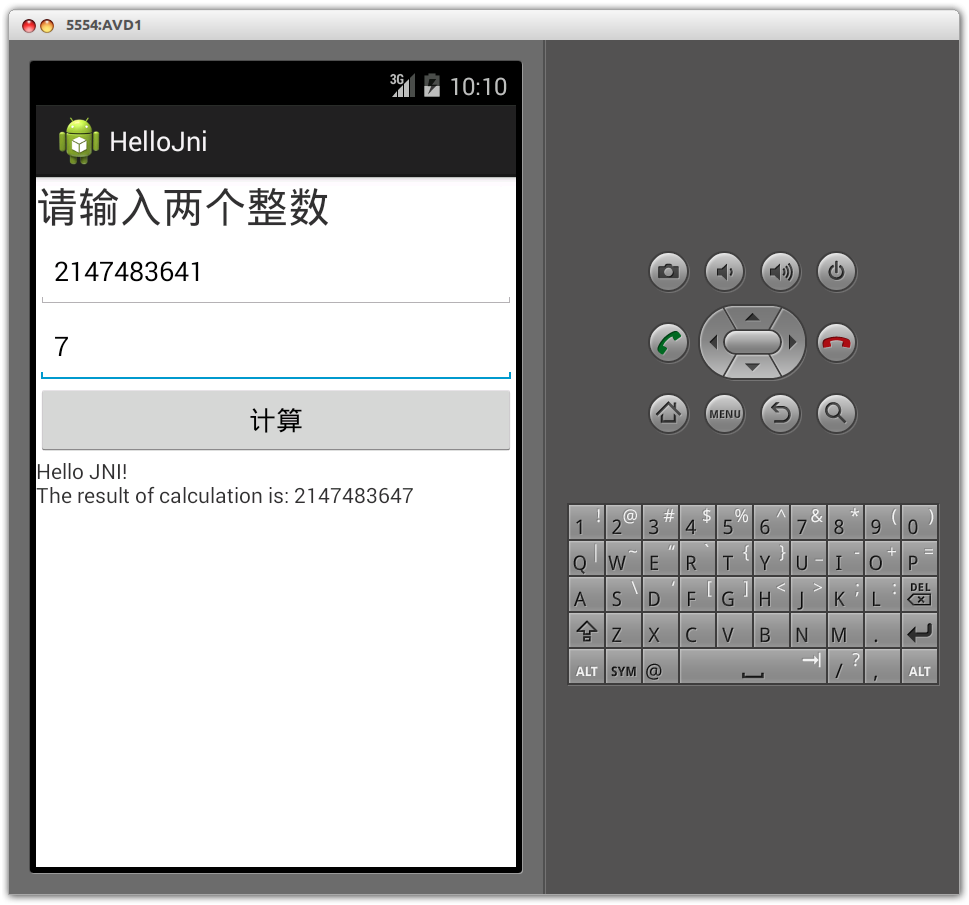 5554:AVD1
3G 10:10
HelloJni
请输入两个整数
2147483641
7
计算
Hello JNI!
The result of calculation is: 2147483647
MENU
1 ! 2 @ 3 # 4 $ 5 % 6 ^ 7 & 8 * 9 ( 0 )
Q | W ~ E “ R ` T { Y } U _ I - O + P =
A S \ D ‘ F [ G ] H < J > K ; L : DEL
Z X C V B N M .
ALT SYM @ / ? , ALT